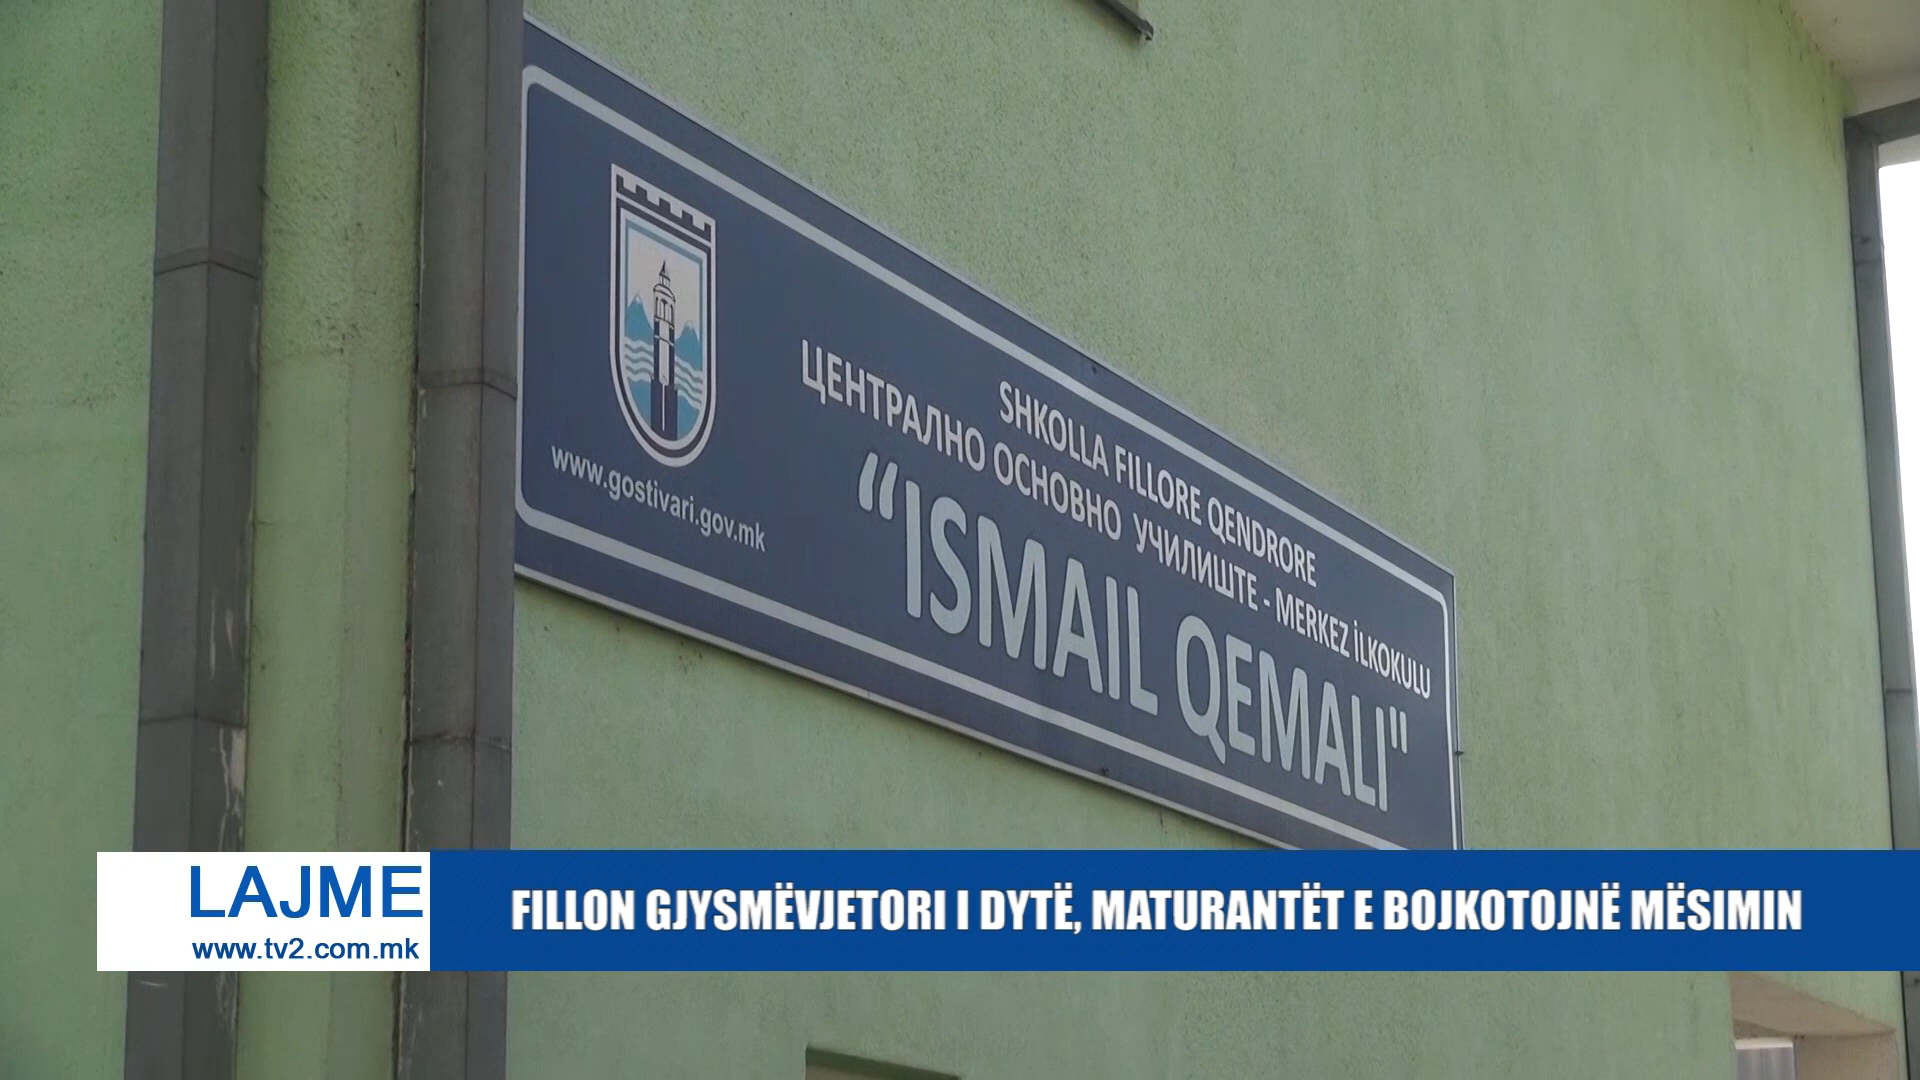 SHKOLLA FILLORE QENDRORE
ЦЕНТРАЛНО ОСНОВНО УЧИЛИШТЕ - MERKEZ İLKOKULU
“ISMAIL QEMALI"
www.gostivari.gov.mk
LAJME
www.tv2.com.mk
FILLON GJYSMËVJETORI I DYTË, MATURANTËT E BOJKOTOJNË MËSIMIN